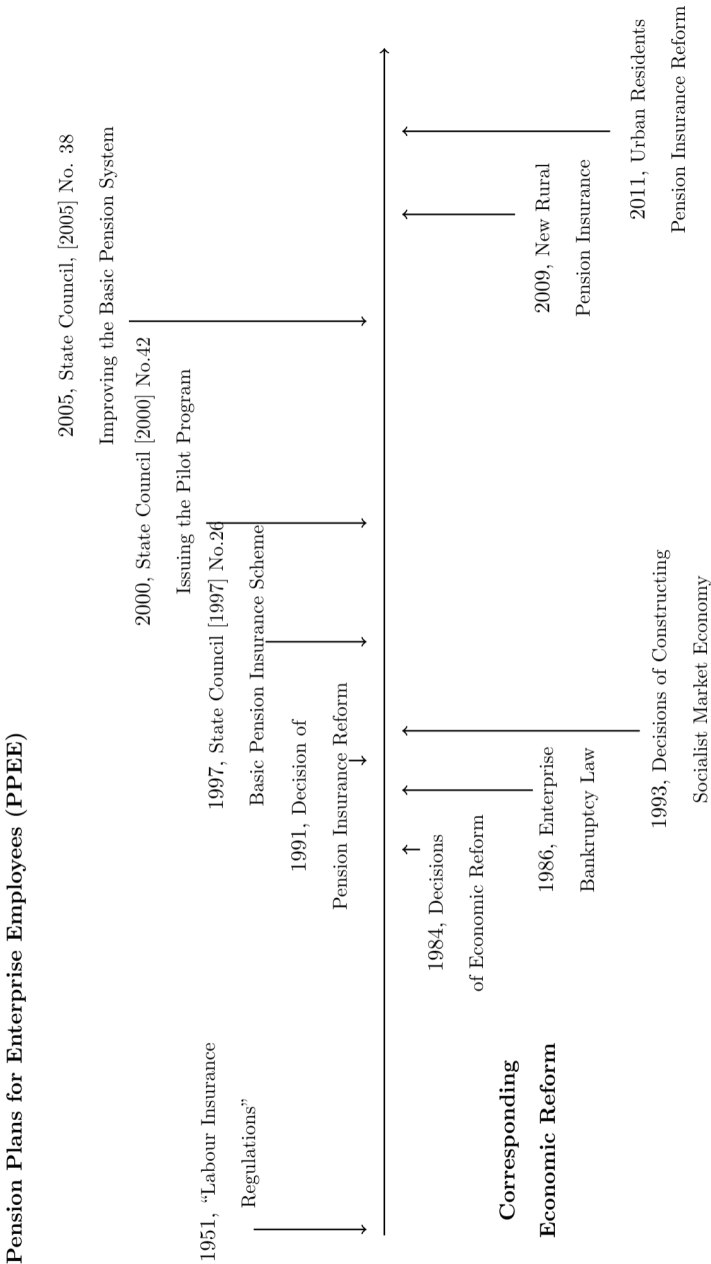 Pension Plans for Enterprise Employees (PPEE)
1951, “Labour Insurance
Regulations”
1991, Decision of
Pension Insurance Reform
1997, State Council [1997] No.26
Basic Pension Insurance Scheme
2000, State Council [2000] No.42
Issuing the Pilot Program
2005, State Council, [2005] No. 38
Improving the Basic Pension System
Corresponding
Economic Reform
1984, Decisions
of Economic Reform
1986, Enterprise
Bankruptcy Law
1993, Decisions of Constructing
Socialist Market Economy
2009, New Rural
Pension Insurance
2011, Urban Residents
Pension Insurance Reform